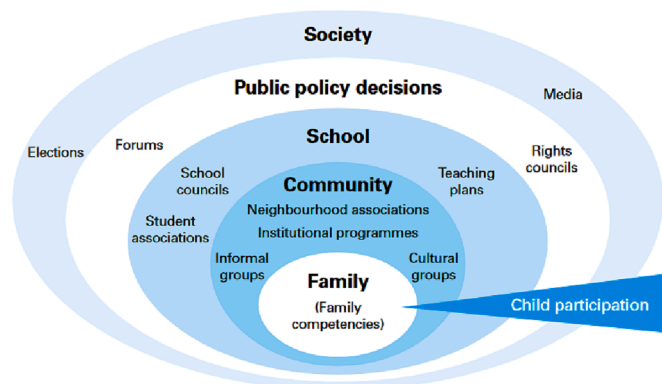 Society
Public policy decisions
Media
School
Elections
Forums
Rights
councils
School
councils
Teaching
plans
Community
Student
associations
Neighbourhood associations
Institutional programmes
Informal
groups
Cultural
groups
Family
(Family
competencies)
Child participation